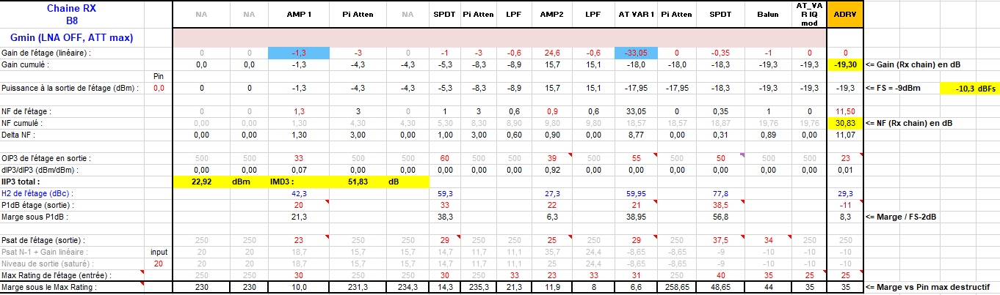 Chaine RX B8 NA NA AMP 1 Pi Atten NA SPDT Pi Atten LPF AMP2 LPF AT VAR 1 Pi Atten SPDT Balun AT_VAR IQ mod ADRV
Gmin (LNA OFF, ATT max)
Gain de l'étage (linéaire) : 0 0 -1,3 -3 0 -1 -3 -0,6 24,6 -0,6 -33,05 0 -0,35 -1 0 0
Gain cumulé : 0,0 0,0 -1,3 -4,3 -4,3 -5,3 -8,3 -8,9 15,7 15,1 -18,0 -18,0 -18,3 -19,3 -19,3 -19,30 <= Gain (Rx chain) en dB
Pin
Puissance à la sortie de l'étage (dBm) : 0,0 0 0 -1,3 -4,3 -4,3 -5,3 -8,3 -8,9 15,7 15,1 -17,95 -17,95 -18,3 -19,3 -19,3 -19,3 <= FS = -9dBm -10,3 dBFs
NF de l'étage : 0 0 1,3 3 0 1 3 0,6 0,9 0,6 33,05 0 0,35 1 0 11,50
NF cumulé : 0,00 0,00 1,30 4,30 4,30 5,30 8,30 8,90 9,80 9,80 18,57 18,57 18,87 19,76 19,76 30,83 <= NF (Rx chain) en dB
Delta NF : 0,00 0,00 1,30 3,00 0,00 1,00 3,00 0,60 0,90 0,00 8,77 0,00 0,31 0,89 0,00 11,07
OIP3 de l'étage en sortie : 500 500 33 500 500 60 500 500 39 500 55 500 50 500 500 23
dIIP3/dIP3 (dBm/dBm) : 0,00 0,00 0,07 0,00 0,00 0,00 0,00 0,00 0,92 0,00 0,00 0,00 0,00 0,00 0,00 0,01
IIP3 total : 22,92 dBm IMD3 : 51,83 dB
H2 de l'étage (dBc) : 42,3 59,3 27,3 59,95 77,8 29,3
P1dB étage (sortie) : 20 33 22 21 38,5 -11
Marge sous P1dB : 21,3 38,3 6,3 38,95 56,8 8,3 <= Marge / FS-2dB
Psat de l'étage (sortie) : 250 250 23 250 250 29 250 250 25 250 29 250 37,5 34 250 250
Psat N-1 + Gain linéaire : input 20 20 18,7 15,7 15,7 14,7 11,7 11,1 35,7 24,4 -8,65 -8,65 -9 -10 -10 -10
Niveau de sortie (saturé) : 20 20 20 18,7 15,7 15,7 14,7 11,7 11,1 25 24,4 -8,65 -8,65 -9 -10 -10 -10
Max Rating de l'étage (entrée) : 250 250 30 250 250 30 250 33 23 33 31 250 40 35 25 25
Marge sous le Max Rating : 230 230 10,0 231,3 234,3 14,3 235,3 21,3 11,9 8 6,6 258,65 48,65 44 35 35 <= Marge vs Pin max destructif